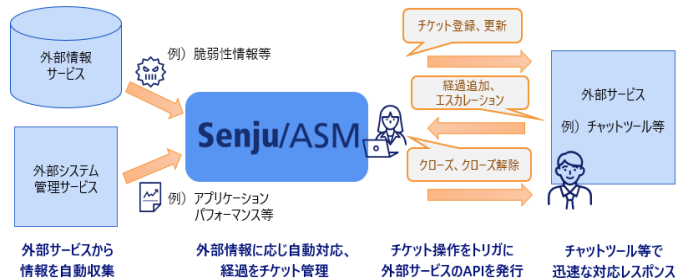 外部情報
サービス
例）脆弱性情報等
チケット登録、更新
経過追加、
エスカレーション
外部サービス
例）チャットツール等
Senju/ASM
外部システム
管理サービス
例）アプリケーション
パフォーマンス等
クローズ、クローズ解除
外部サービスから
情報を自動収集
外部情報に応じ自動対応、
経過をチケット管理
チケット操作をトリガに
外部サービスのAPIを発行
チャットツール等で
迅速な対応レスポンス